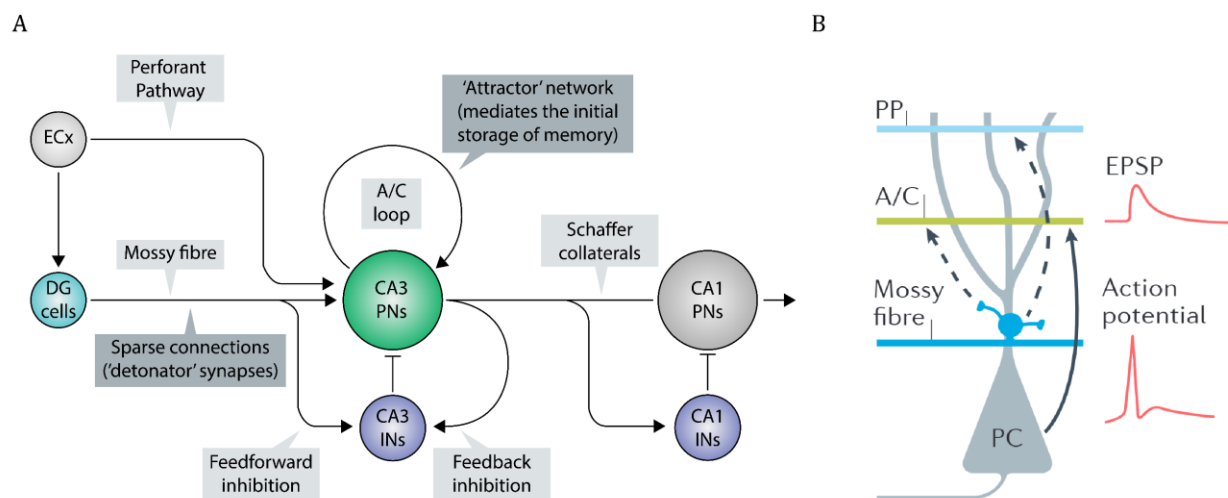 A
B
Perforant
Pathway
'Attractor' network
(mediates the initial
storage of memory)
ECx
A/C
loop
Schaffer
collaterals
Mossy fibre
DG
cells
CA3
PNs
CA1
PNs
Sparse connections
('detonator' synapses)
CA3
INs
CA1
INs
Feedforward
inhibition
Feedback
inhibition
PP
EPSP
A/C
Mossy
fibre
Action
potential
PC